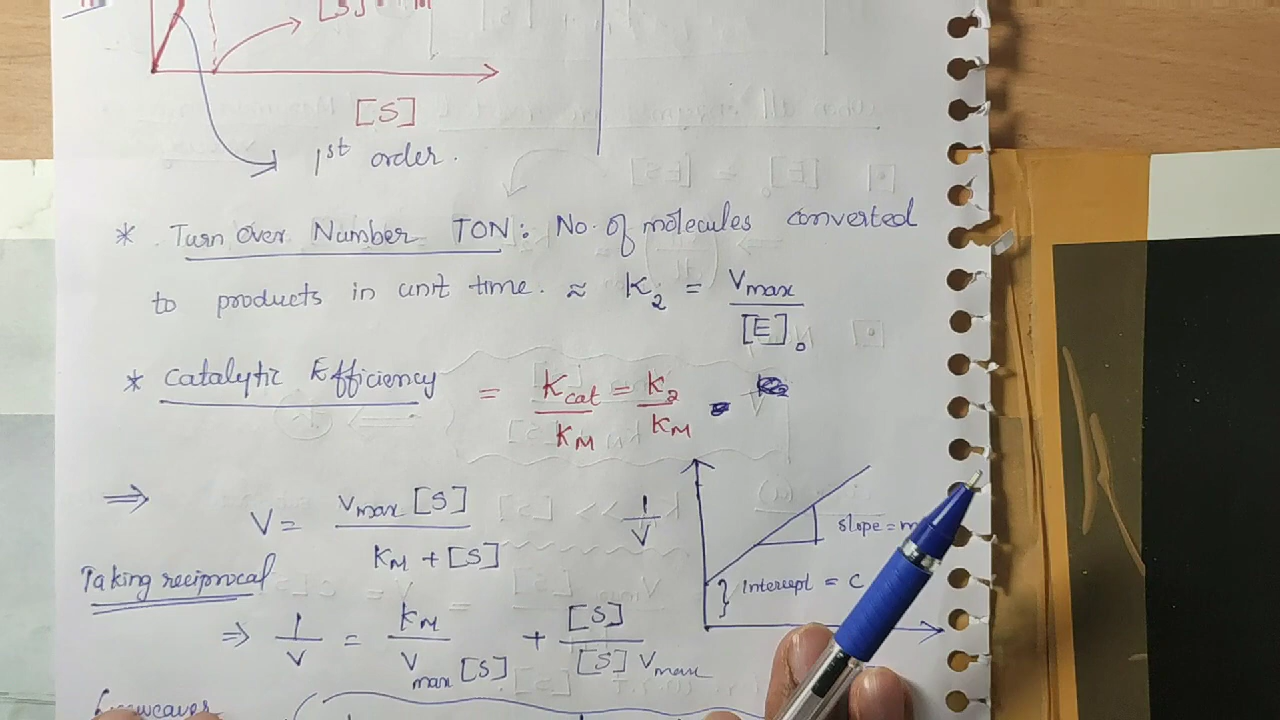 [S]
1st order.
* Turn over Number TON: No. of molecules converted
to products in unit time. ≈ K2 = Vmax / [E]0
* Catalytic Efficiency = Kcat / KM = K2 / KM
⇒ V = Vmax [S] / KM + [S]
1/V
slope = m
Intercept = C
Taking reciprocal
⇒ 1/V = KM / Vmax [S] + [S] / [S] Vmax